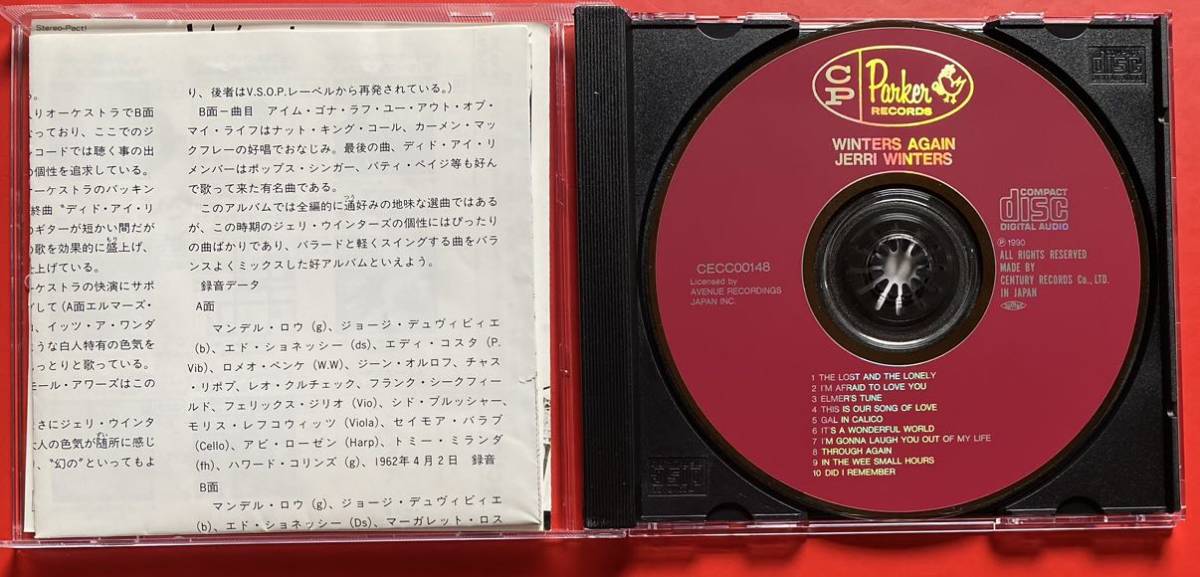 Stereo-Pact!
る。
入りオーケストラでB面
なっており、ここでのジ
レコードでは聴く事の出
の個性を追求している。
オーケストラのバッキン
終曲〝ディド・アイ・リ
のギターが短かい間だが
の歌を効果的に盛上げ、
仕上げている。
ーケストラの快演にサポ
して（A面エルマーズ・
イッツ・ア・ワンダ
ような白人特有の色気を
っとりと歌っている。
モール・アワーズはこの
さにジェリ・ウインタ
大人の色気が随所に感じ
〝幻の〟といってもよ
り、後者はV.S.O.P.レーベルから再発されている。）
B面一曲目　アイム・ゴナ・ラフ・ユー・アウト・オブ・
マイ・ライフはナット・キング・コール、カーメン・マッ
クフレーの好唱でおなじみ。最後の曲、ディド・アイ・リ
メンバーはポップス・シンガー、パティ・ペイジ等も好ん
で歌って来た有名曲である。
このアルバムでは全編的に通好みの地味な選曲ではある
が、この時期のジェリ・ウインターズの個性にはぴったり
の曲ばかりであり、バラードと軽くスイングする曲をバラ
ンスよくミックスした好アルバムといえよう。
録音データ
A面
マンデル・ロウ（g）、ジョージ・デュヴィビィエ
（b）、エド・ショネッシー（ds）、エディ・コスタ（P.
Vib）、ロメオ・ペンケ（W.W）、ジーン・オルロフ、チャス
・リボブ、レオ・クルチェック、フランク・シークフィー
ルド、フェリックス・ジリオ（Vio）、シド・ブルッシャー、
モリス・レフコウィッツ（Viola）、セイモア・バラブ
（Cello）、アビ・ローゼン（Harp）、トミー・ミランダ
（fh）、ハワード・コリンズ（g）、1962年4月2日　録音
B面
マンデル・ロウ（g）、ジョージ・デュヴィビィエ
（b）、エド・ショネッシー（Ds）、マーガレット・ロス
CP
Parker
RECORDS
WINTERS AGAIN
JERRI WINTERS
COMPACT
disc
DIGITAL AUDIO
CECC00148
Licensed by
AVENUE RECORDINGS
JAPAN INC.
Ⓟ1990
ALL RIGHTS RESERVED
MADE BY
CENTURY RECORDS Co., LTD.
IN JAPAN
1 THE LOST AND THE LONELY
2 I'M AFRAID TO LOVE YOU
3 ELMER'S TUNE
4 THIS IS OUR SONG OF LOVE
5 GAL IN CALICO
6 IT'S A WONDERFUL WORLD
7 I'M GONNA LAUGH YOU OUT OF MY LIFE
8 THROUGH AGAIN
9 IN THE WEE SMALL HOURS
10 DID I REMEMBER
COMPACT
disc